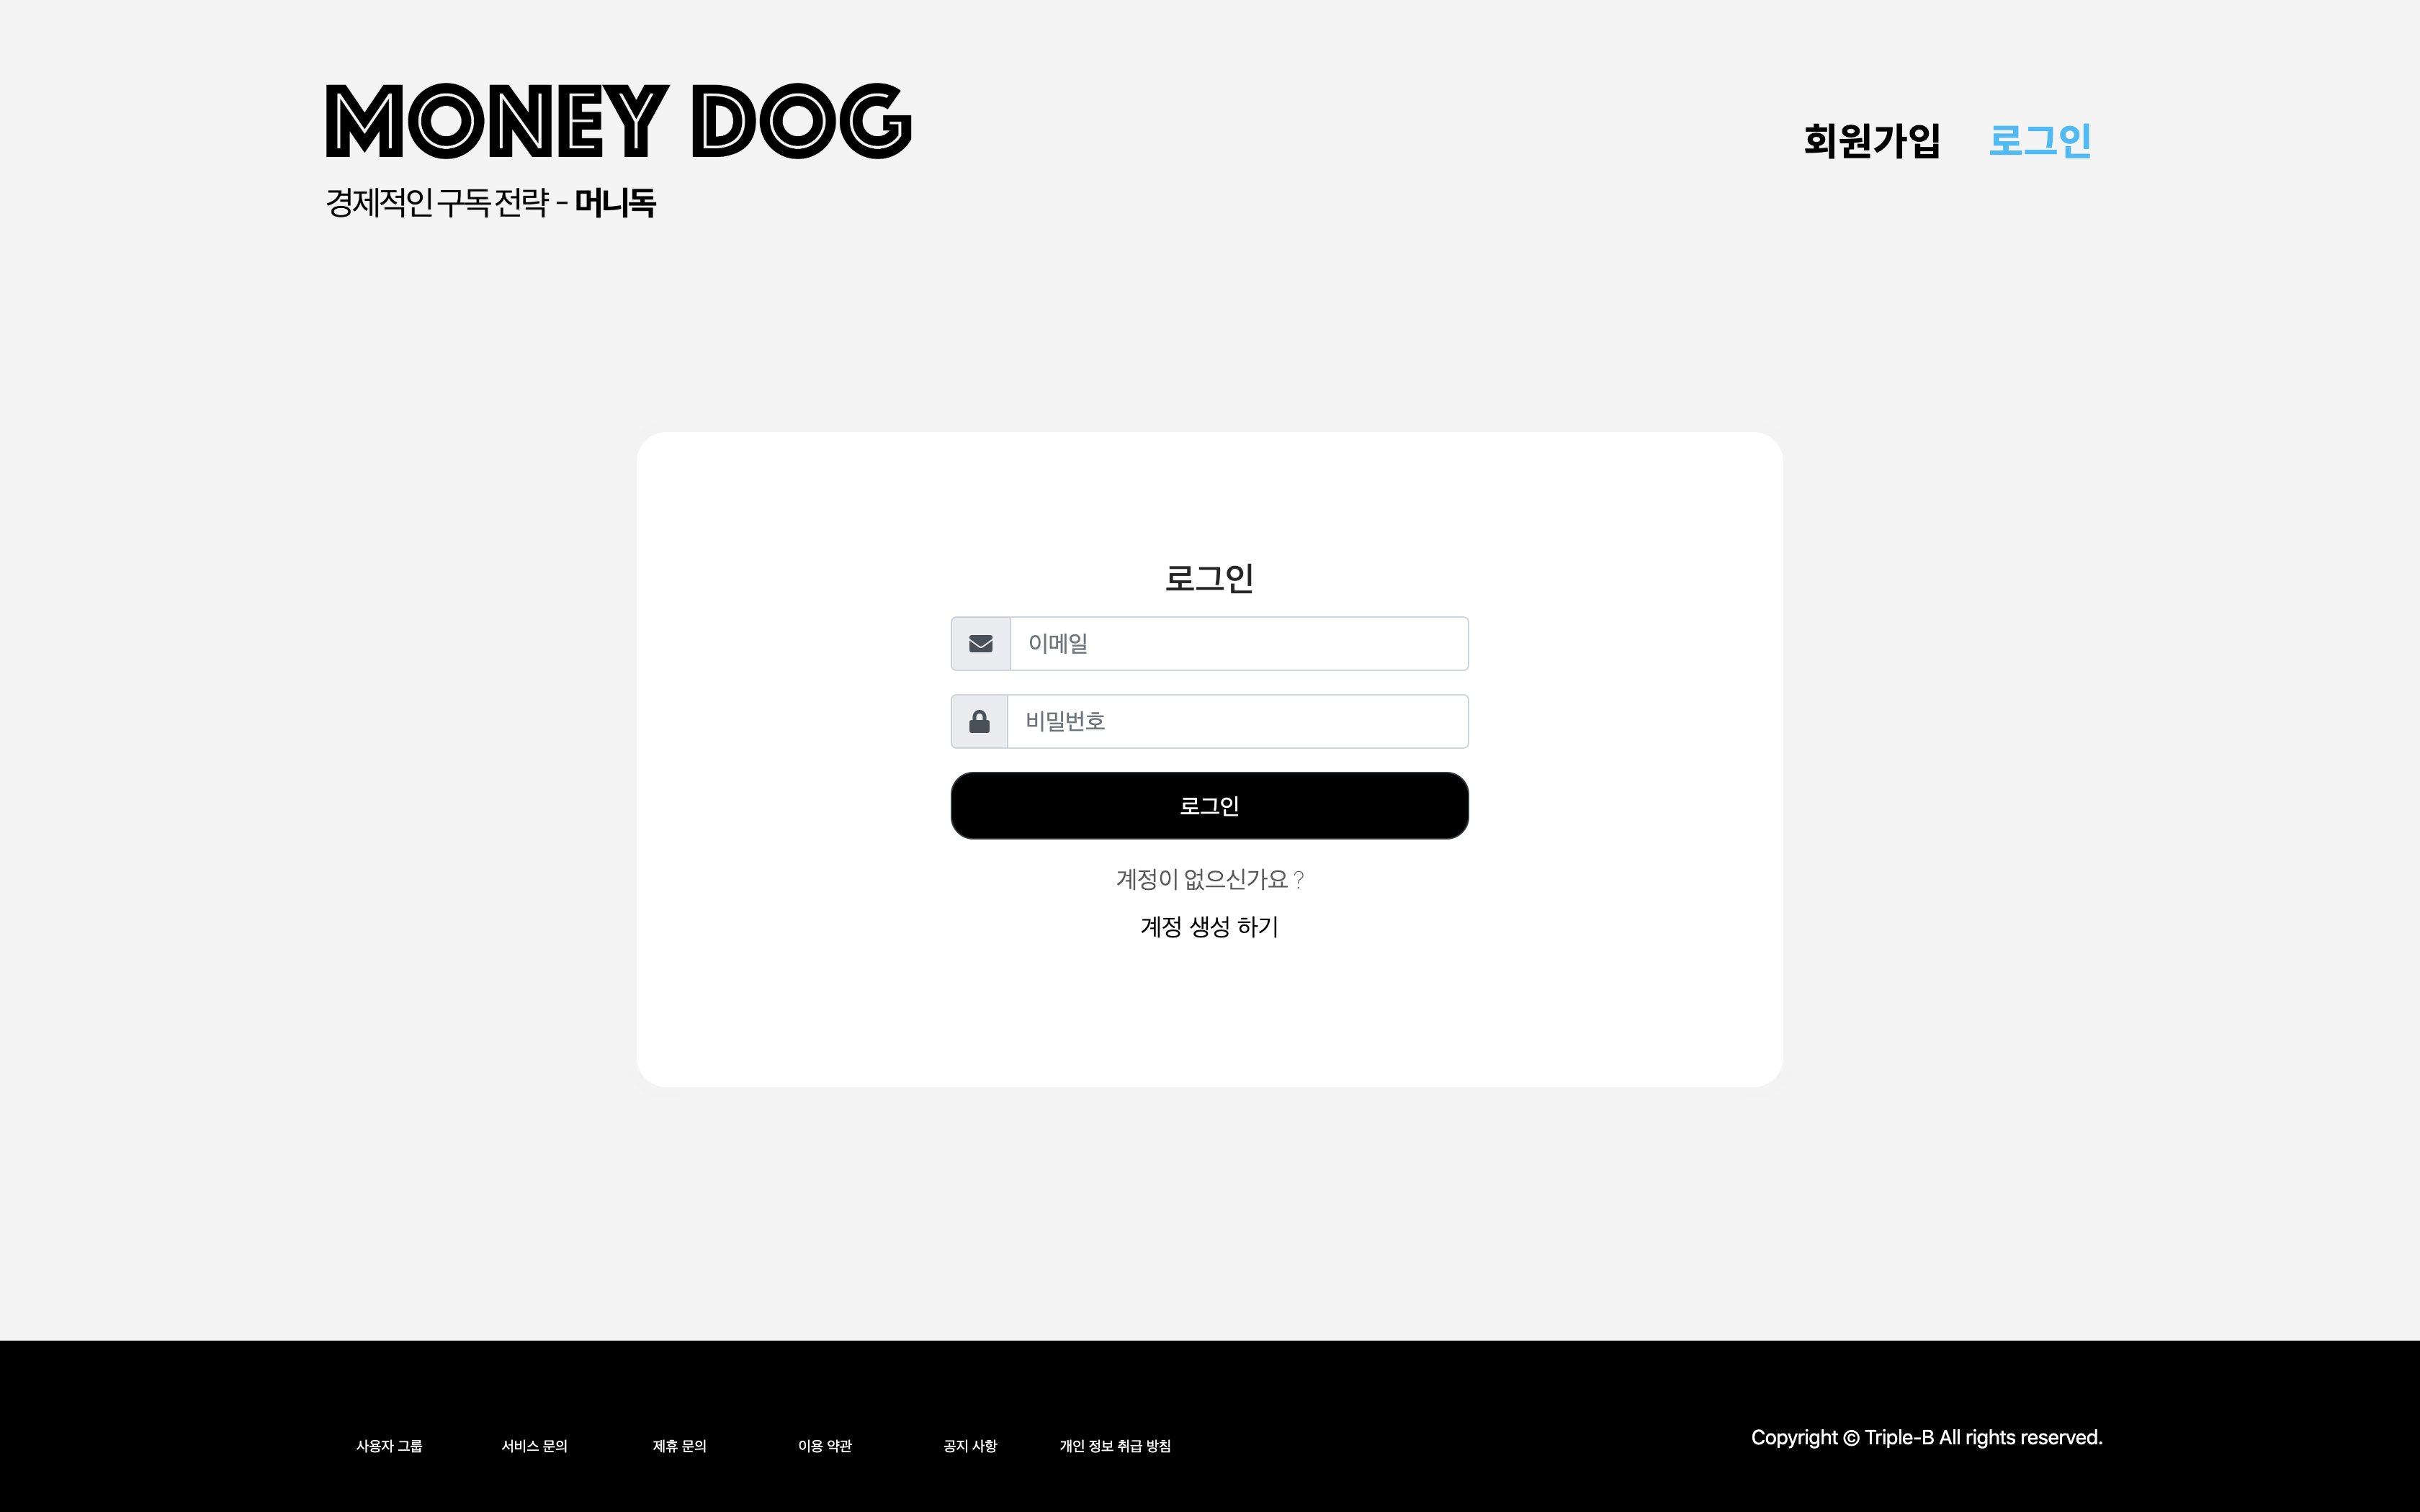 MONEY DOG
경제적인 구독 전략 - 머니독
회원가입 로그인
로그인
이메일
비밀번호
로그인
계정이 없으신가요 ?
계정 생성 하기
사용자 그룹 서비스 문의 제휴 문의 이용 약관 공지 사항 개인 정보 취급 방침
Copyright © Triple-B All rights reserved.